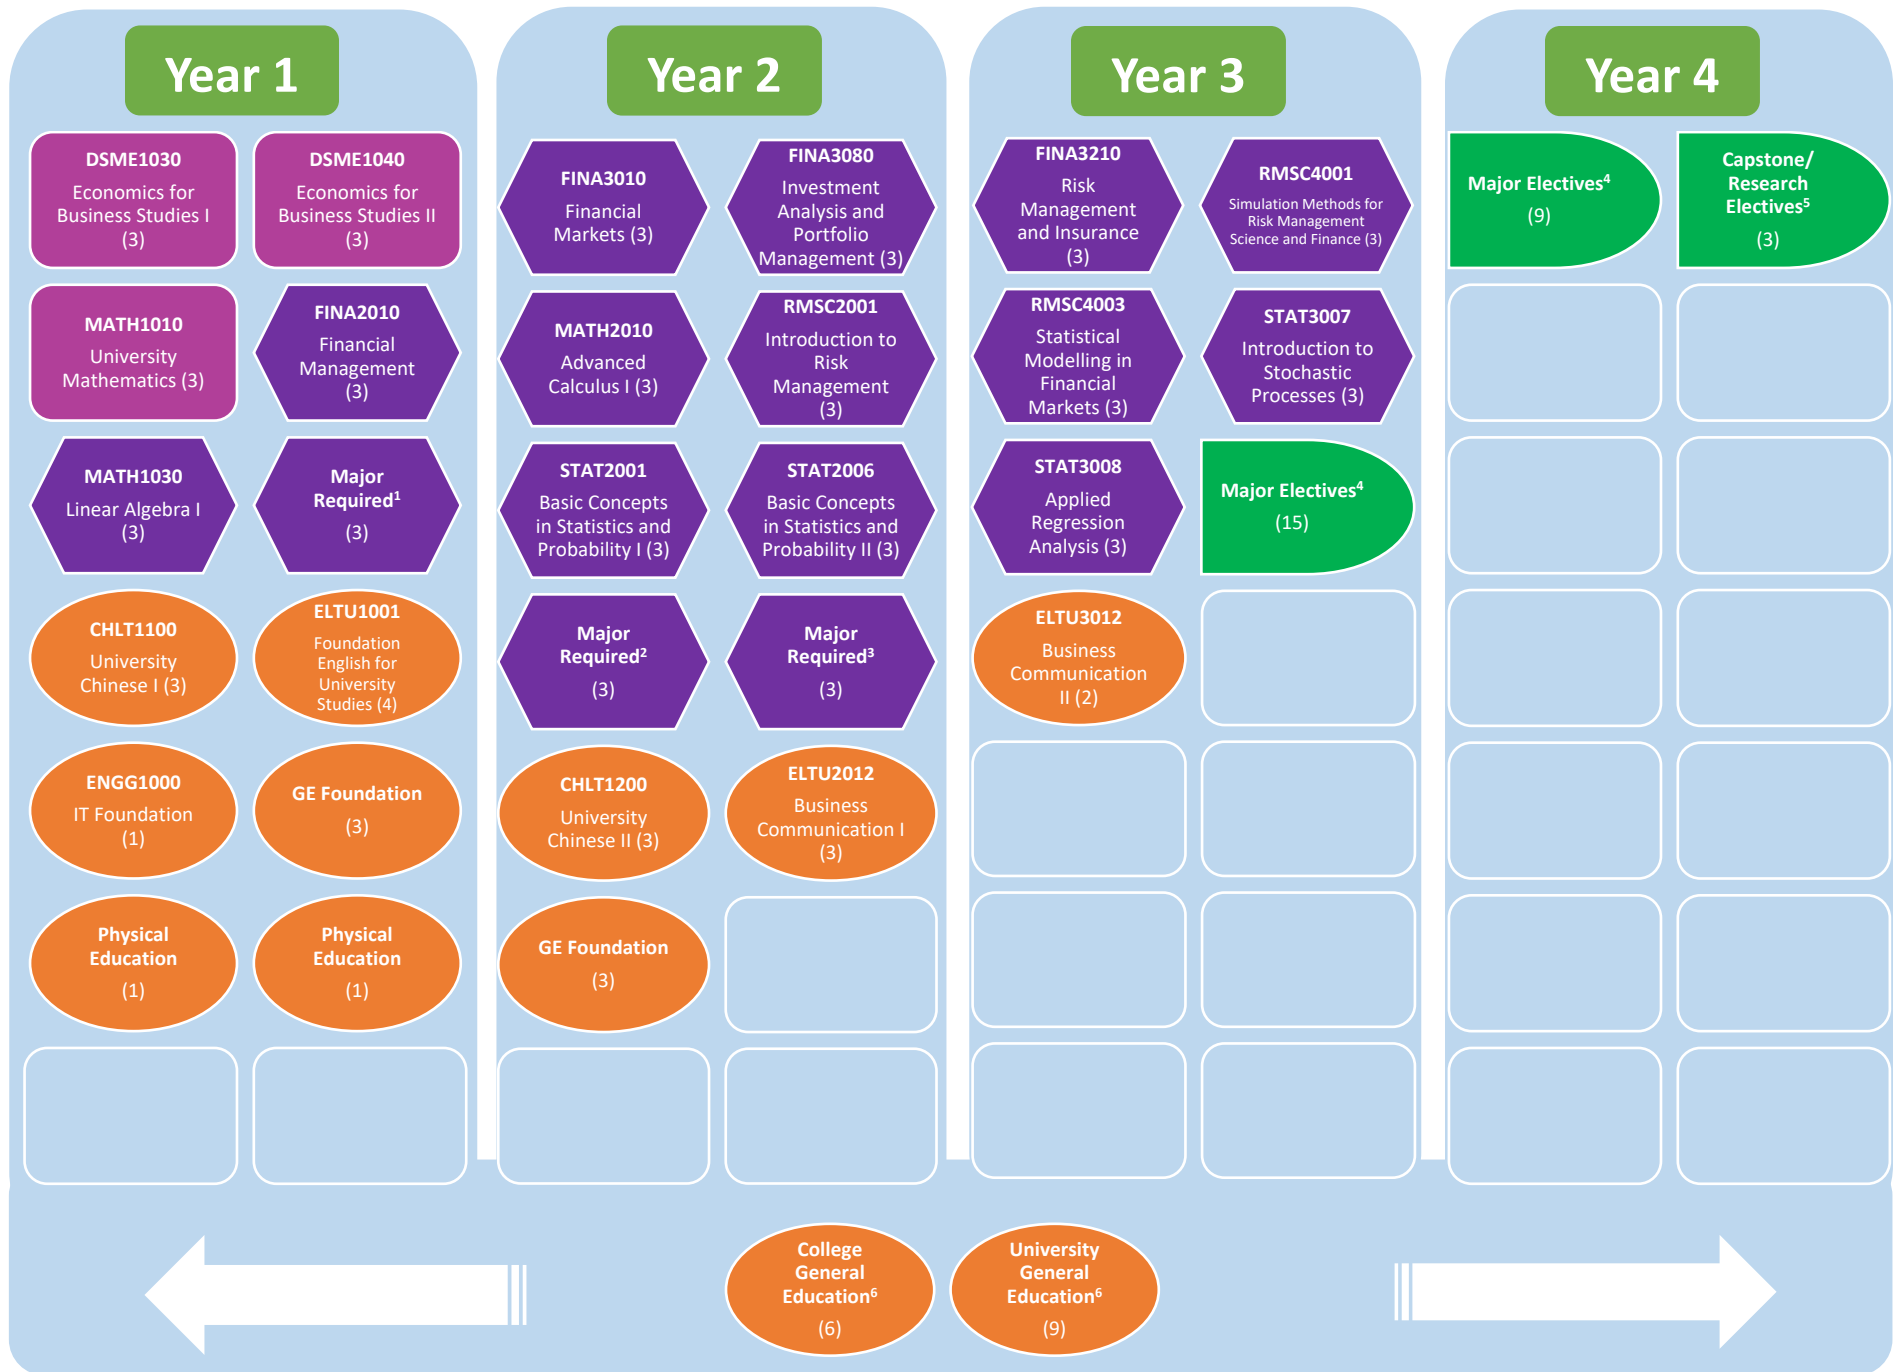 Year 1
DSME1030
Economics for
Business Studies I
(3)
DSME1040
Economics for
Business Studies II
(3)
MATH1010
University
Mathematics (3)
FINA2010
Financial
Management
(3)
MATH1030
Linear Algebra I
(3)
Major
Required¹
(3)
CHLT1100
University
Chinese I (3)
ELTU1001
Foundation
English for
University
Studies (4)
ENGG1000
IT Foundation
(1)
GE Foundation
(3)
Physical
Education
(1)
Physical
Education
(1)
Year 2
FINA3010
Financial
Markets (3)
FINA3080
Investment
Analysis and
Portfolio
Management (3)
MATH2010
Advanced
Calculus I (3)
RMSC2001
Introduction to
Risk
Management
(3)
STAT2001
Basic Concepts
in Statistics and
Probability I (3)
STAT2006
Basic Concepts
in Statistics and
Probability II (3)
Major
Required²
(3)
Major
Required³
(3)
CHLT1200
University
Chinese II (3)
ELTU2012
Business
Communication I
(3)
GE Foundation
(3)
Year 3
FINA3210
Risk
Management
and Insurance
(3)
RMSC4001
Simulation Methods for
Risk Management
Science and Finance (3)
RMSC4003
Statistical
Modelling in
Financial
Markets (3)
STAT3007
Introduction to
Stochastic
Processes (3)
STAT3008
Applied
Regression
Analysis (3)
Major Electives⁴
(15)
ELTU3012
Business
Communication
II (2)
Year 4
Major Electives⁴
(9)
Capstone/
Research
Electives⁵
(3)
College
General
Education⁶
(6)
University
General
Education⁶
(9)